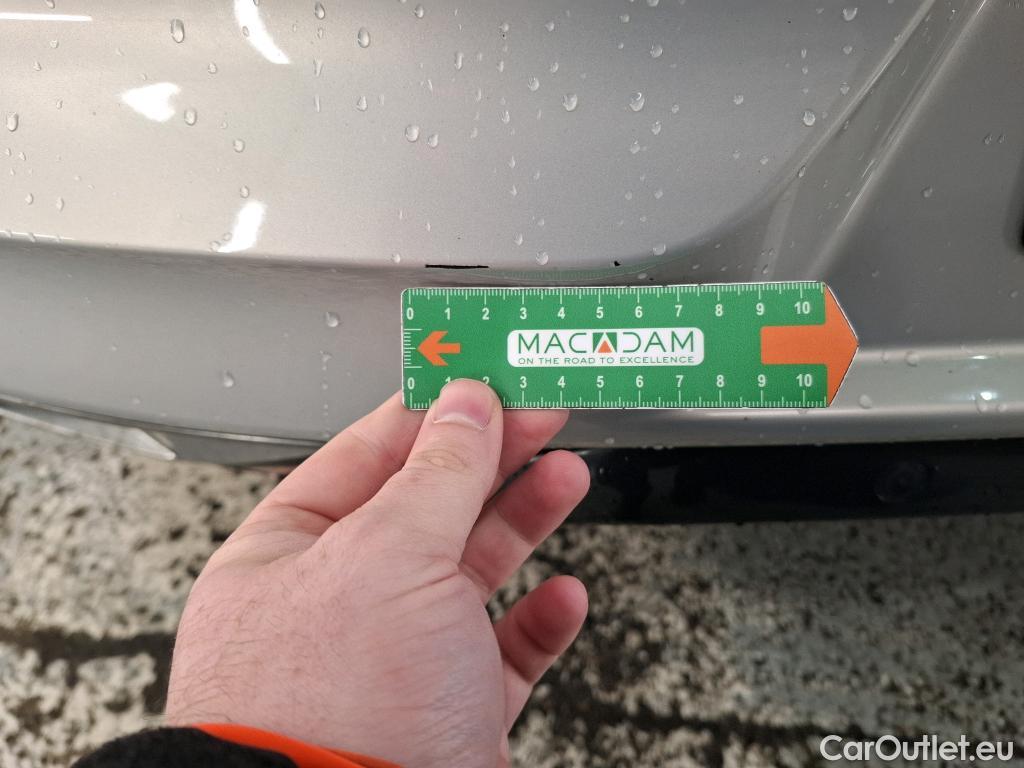 0 1 2 3 4 5 6 7 8 9 10
MACADAM
ON THE ROAD TO EXCELLENCE
0 1 2 3 4 5 6 7 8 9 10
CarOutlet.eu